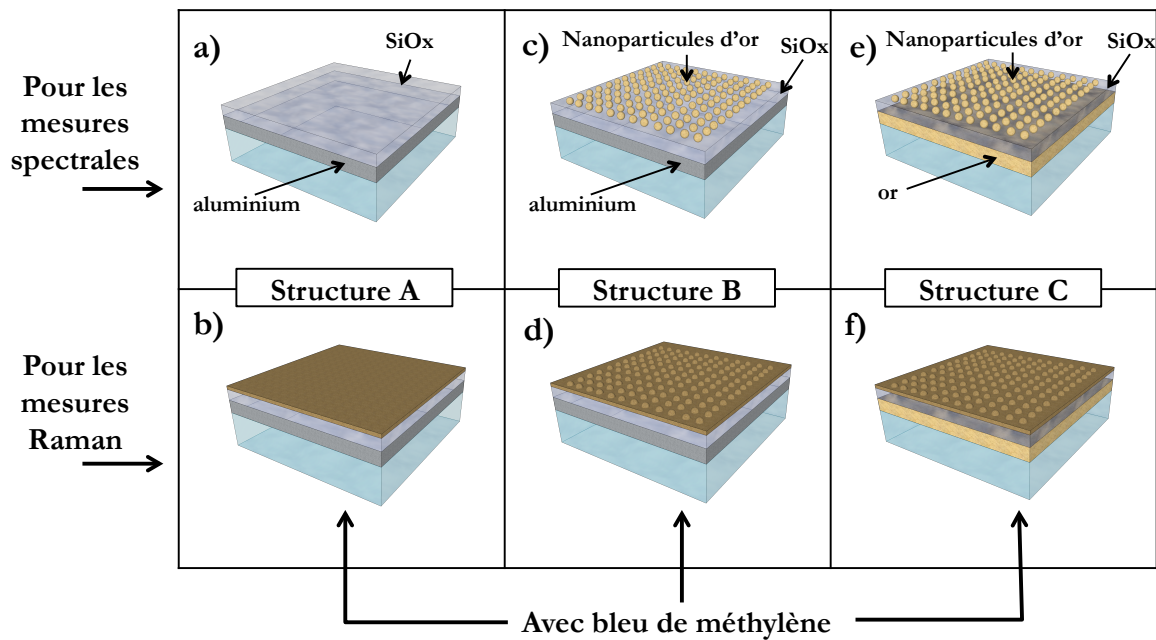 Pour les
mesures
spectrales
a)
SiOx
aluminium
c)
Nanoparticules d'or
SiOx
aluminium
e)
Nanoparticules d'or
SiOx
or
Structure A
Structure B
Structure C
Pour les
mesures
Raman
b)
d)
f)
Avec bleu de méthylène